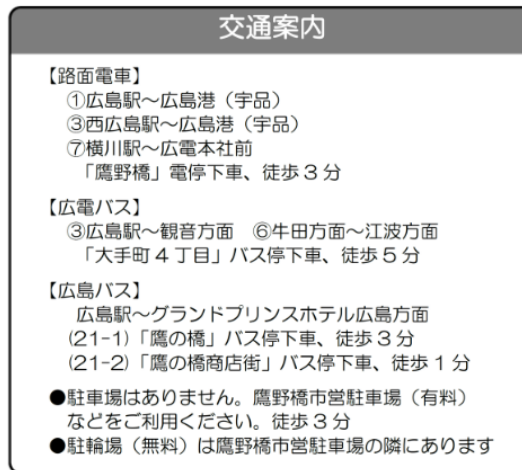 交通案内
【路面電車】
①広島駅～広島港（宇品）
③西広島駅～広島港（宇品）
⑦横川駅～広電本社前
「鷹野橋」電停下車、徒歩３分
【広電バス】
③広島駅～観音方面　⑥牛田方面～江波方面
「大手町４丁目」バス停下車、徒歩５分
【広島バス】
広島駅～グランドプリンスホテル広島方面
(21-1)「鷹の橋」バス停下車、徒歩３分
(21-2)「鷹の橋商店街」バス停下車、徒歩１分
●駐車場はありません。鷹野橋市営駐車場（有料）
などをご利用ください。徒歩３分
●駐輪場（無料）は鷹野橋市営駐車場の隣にあります